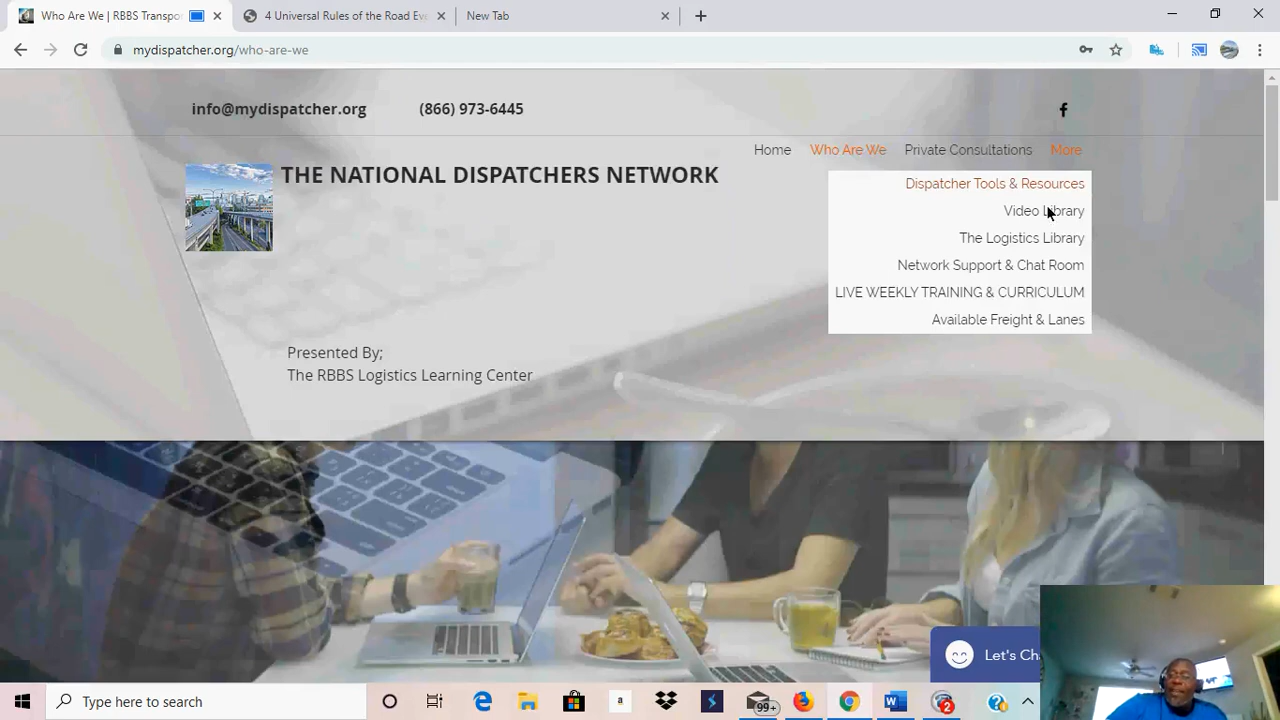 Who Are We | RBBS Transpo
4 Universal Rules of the Road Eve
New Tab
mydispatcher.org/who-are-we
info@mydispatcher.org
(866) 973-6445
Home
Who Are We
Private Consultations
More
THE NATIONAL DISPATCHERS NETWORK
Dispatcher Tools & Resources
Video Library
The Logistics Library
Network Support & Chat Room
LIVE WEEKLY TRAINING & CURRICULUM
Available Freight & Lanes
Presented By;
The RBBS Logistics Learning Center
Let's Cha
Type here to search
a
99+
2